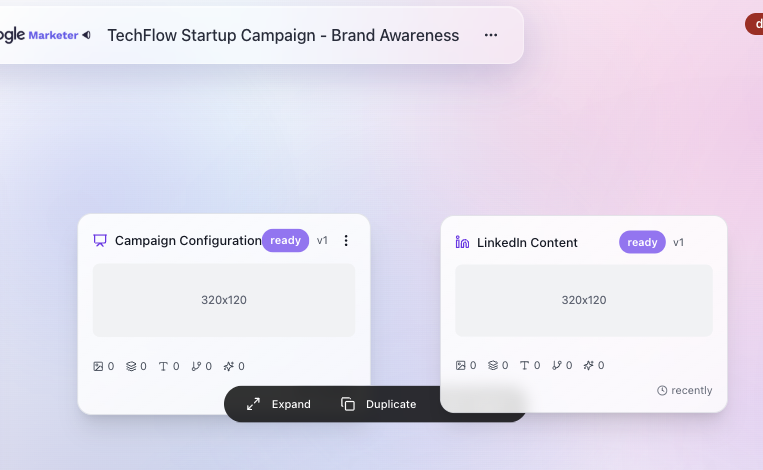 ogle Marketer TechFlow Startup Campaign - Brand Awareness
d
Campaign Configuration ready v1
320x120
0 0 0 0 0
Expand Duplicate
LinkedIn Content ready v1
320x120
0 0 0 0 0
recently